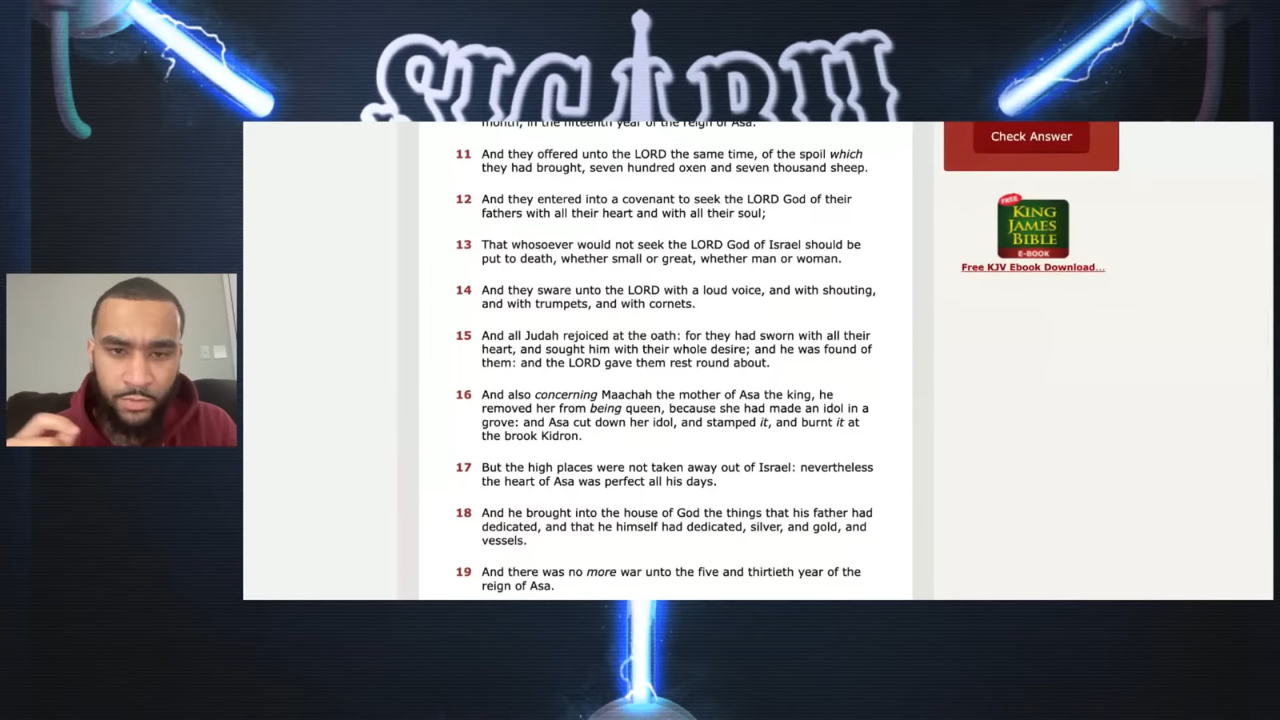 SICARII
month, in the fifteenth year of the reign of Asa.
11 And they offered unto the LORD the same time, of the spoil which
they had brought, seven hundred oxen and seven thousand sheep.
12 And they entered into a covenant to seek the LORD God of their
fathers with all their heart and with all their soul;
13 That whosoever would not seek the LORD God of Israel should be
put to death, whether small or great, whether man or woman.
14 And they sware unto the LORD with a loud voice, and with shouting,
and with trumpets, and with cornets.
15 And all Judah rejoiced at the oath: for they had sworn with all their
heart, and sought him with their whole desire; and he was found of
them: and the LORD gave them rest round about.
16 And also concerning Maachah the mother of Asa the king, he
removed her from being queen, because she had made an idol in a
grove: and Asa cut down her idol, and stamped it, and burnt it at
the brook Kidron.
17 But the high places were not taken away out of Israel: nevertheless
the heart of Asa was perfect all his days.
18 And he brought into the house of God the things that his father had
dedicated, and that he himself had dedicated, silver, and gold, and
vessels.
19 And there was no more war unto the five and thirtieth year of the
reign of Asa.
Check Answer
FREE
KING
JAMES
BIBLE
E-BOOK
Free KJV Ebook Download...